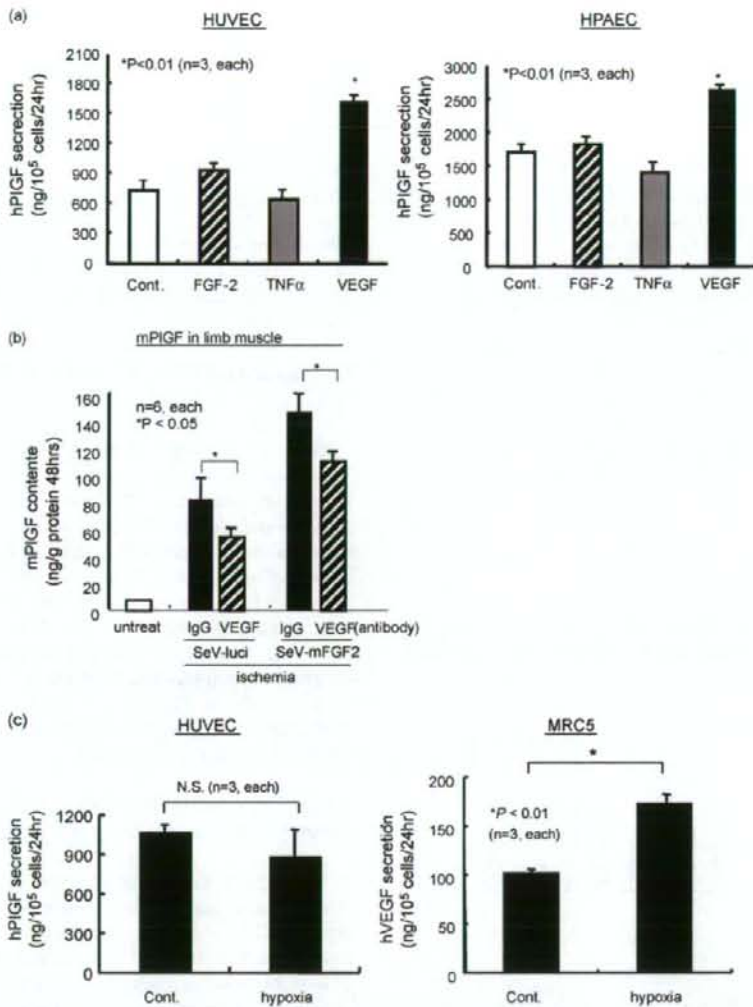 (a)
HUVEC
hPlGF secretion
(ng/10⁵ cells/24hr)
2100
1800
1500
1200
900
600
300
0
*P<0.01 (n=3, each)
*
Cont. FGF-2 TNFα VEGF
HPAEC
hPlGF secretion
(ng/10⁵ cells/24hr)
3000
2500
2000
1500
1000
500
0
*P<0.01 (n=3, each)
*
Cont. FGF-2 TNFα VEGF
(b)
mPlGF in limb muscle
mPlGF contente
(ng/g protein 48hrs)
160
140
120
100
80
60
40
20
0
n=6, each
*P < 0.05
*
*
untreat IgG VEGF IgG VEGF (antibody)
SeV-luci SeV-mFGF2
ischemia
(c)
HUVEC
hPlGF secretion
(ng/10⁵ cells/24hr)
1200
900
600
300
0
N.S. (n=3, each)
Cont. hypoxia
MRC5
hVEGF secretion
(ng/10⁵ cells/24hr)
200
150
100
50
0
*
*P < 0.01
(n=3, each)
Cont. hypoxia